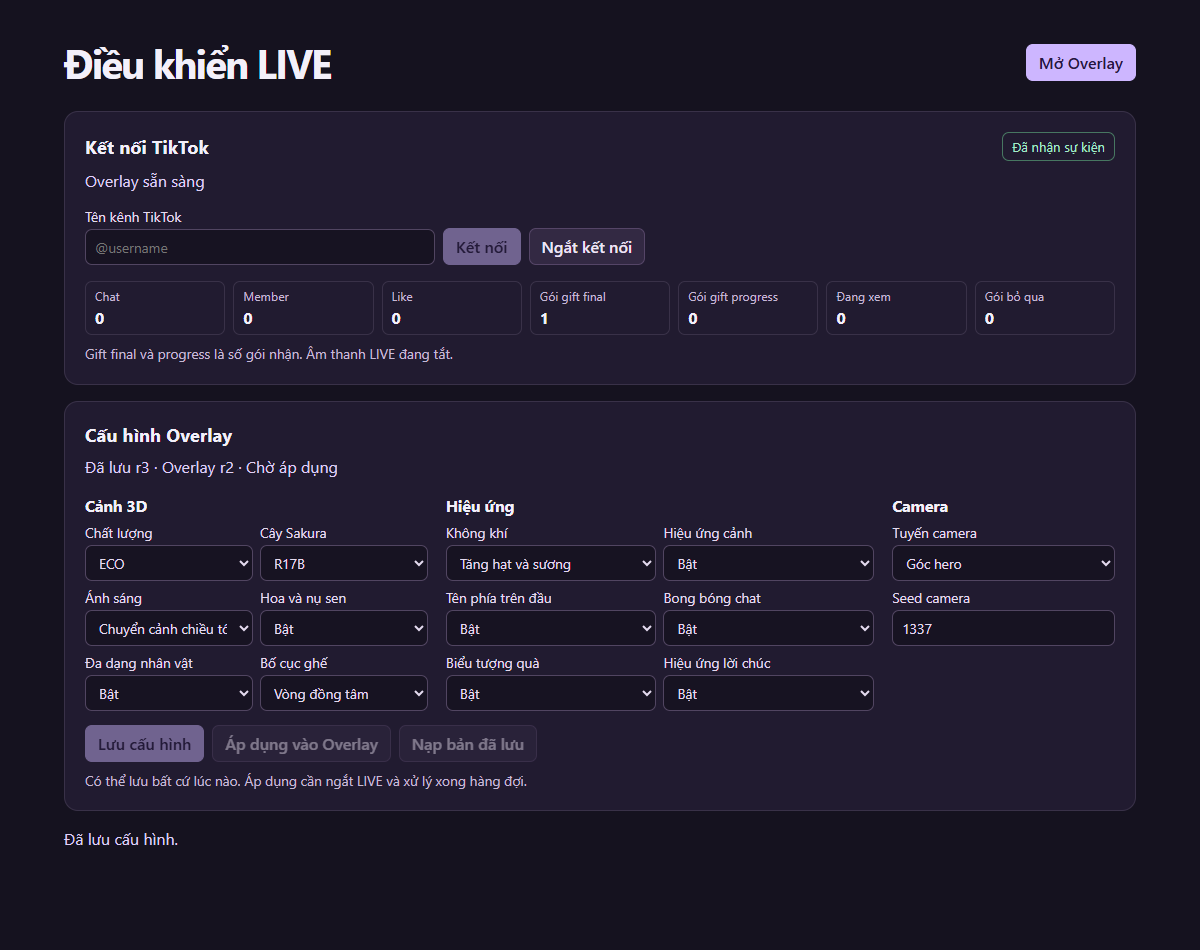 Điều khiển LIVE
Mở Overlay
Kết nối TikTok
Đã nhận sự kiện
Overlay sẵn sàng
Tên kênh TikTok
@username
Kết nối
Ngắt kết nối
Chat
0
Member
0
Like
0
Gói gift final
1
Gói gift progress
0
Đang xem
0
Gói bỏ qua
0
Gift final và progress là số gói nhận. Âm thanh LIVE đang tắt.
Cấu hình Overlay
Đã lưu r3 · Overlay r2 · Chờ áp dụng
Cảnh 3D
Chất lượng
ECO
Cây Sakura
R17B
Ánh sáng
Chuyển cảnh chiều tố
Hoa và nụ sen
Bật
Đa dạng nhân vật
Bật
Bố cục ghế
Vòng đồng tâm
Hiệu ứng
Không khí
Tăng hạt và sương
Hiệu ứng cảnh
Bật
Tên phía trên đầu
Bật
Bong bóng chat
Bật
Biểu tượng quà
Bật
Hiệu ứng lời chúc
Bật
Camera
Tuyến camera
Góc hero
Seed camera
1337
Lưu cấu hình
Áp dụng vào Overlay
Nạp bản đã lưu
Có thể lưu bất cứ lúc nào. Áp dụng cần ngắt LIVE và xử lý xong hàng đợi.
Đã lưu cấu hình.